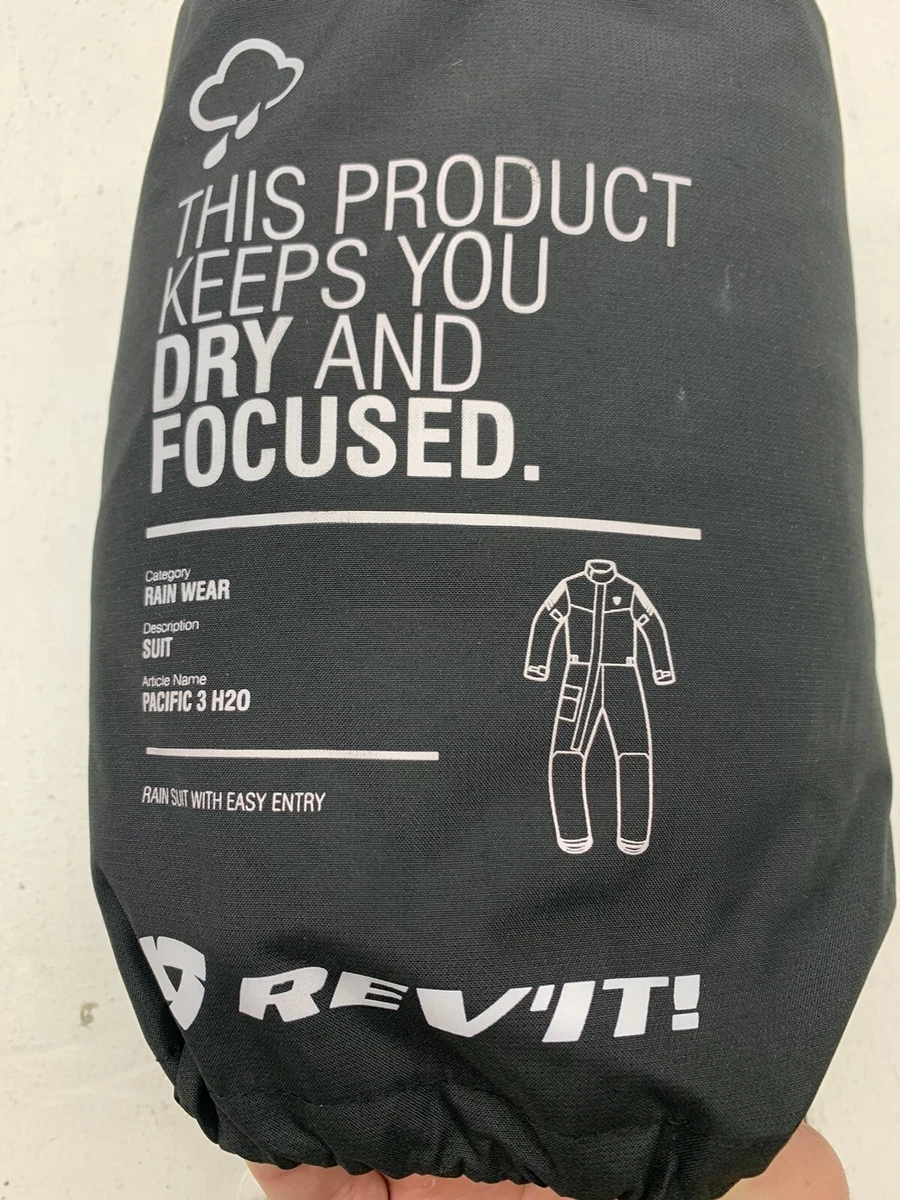 THIS PRODUCT
KEEPS YOU
DRY AND
FOCUSED.
Category
RAIN WEAR
Description
SUIT
Article Name
PACIFIC 3 H2O
RAIN SUIT WITH EASY ENTRY
REV'IT!